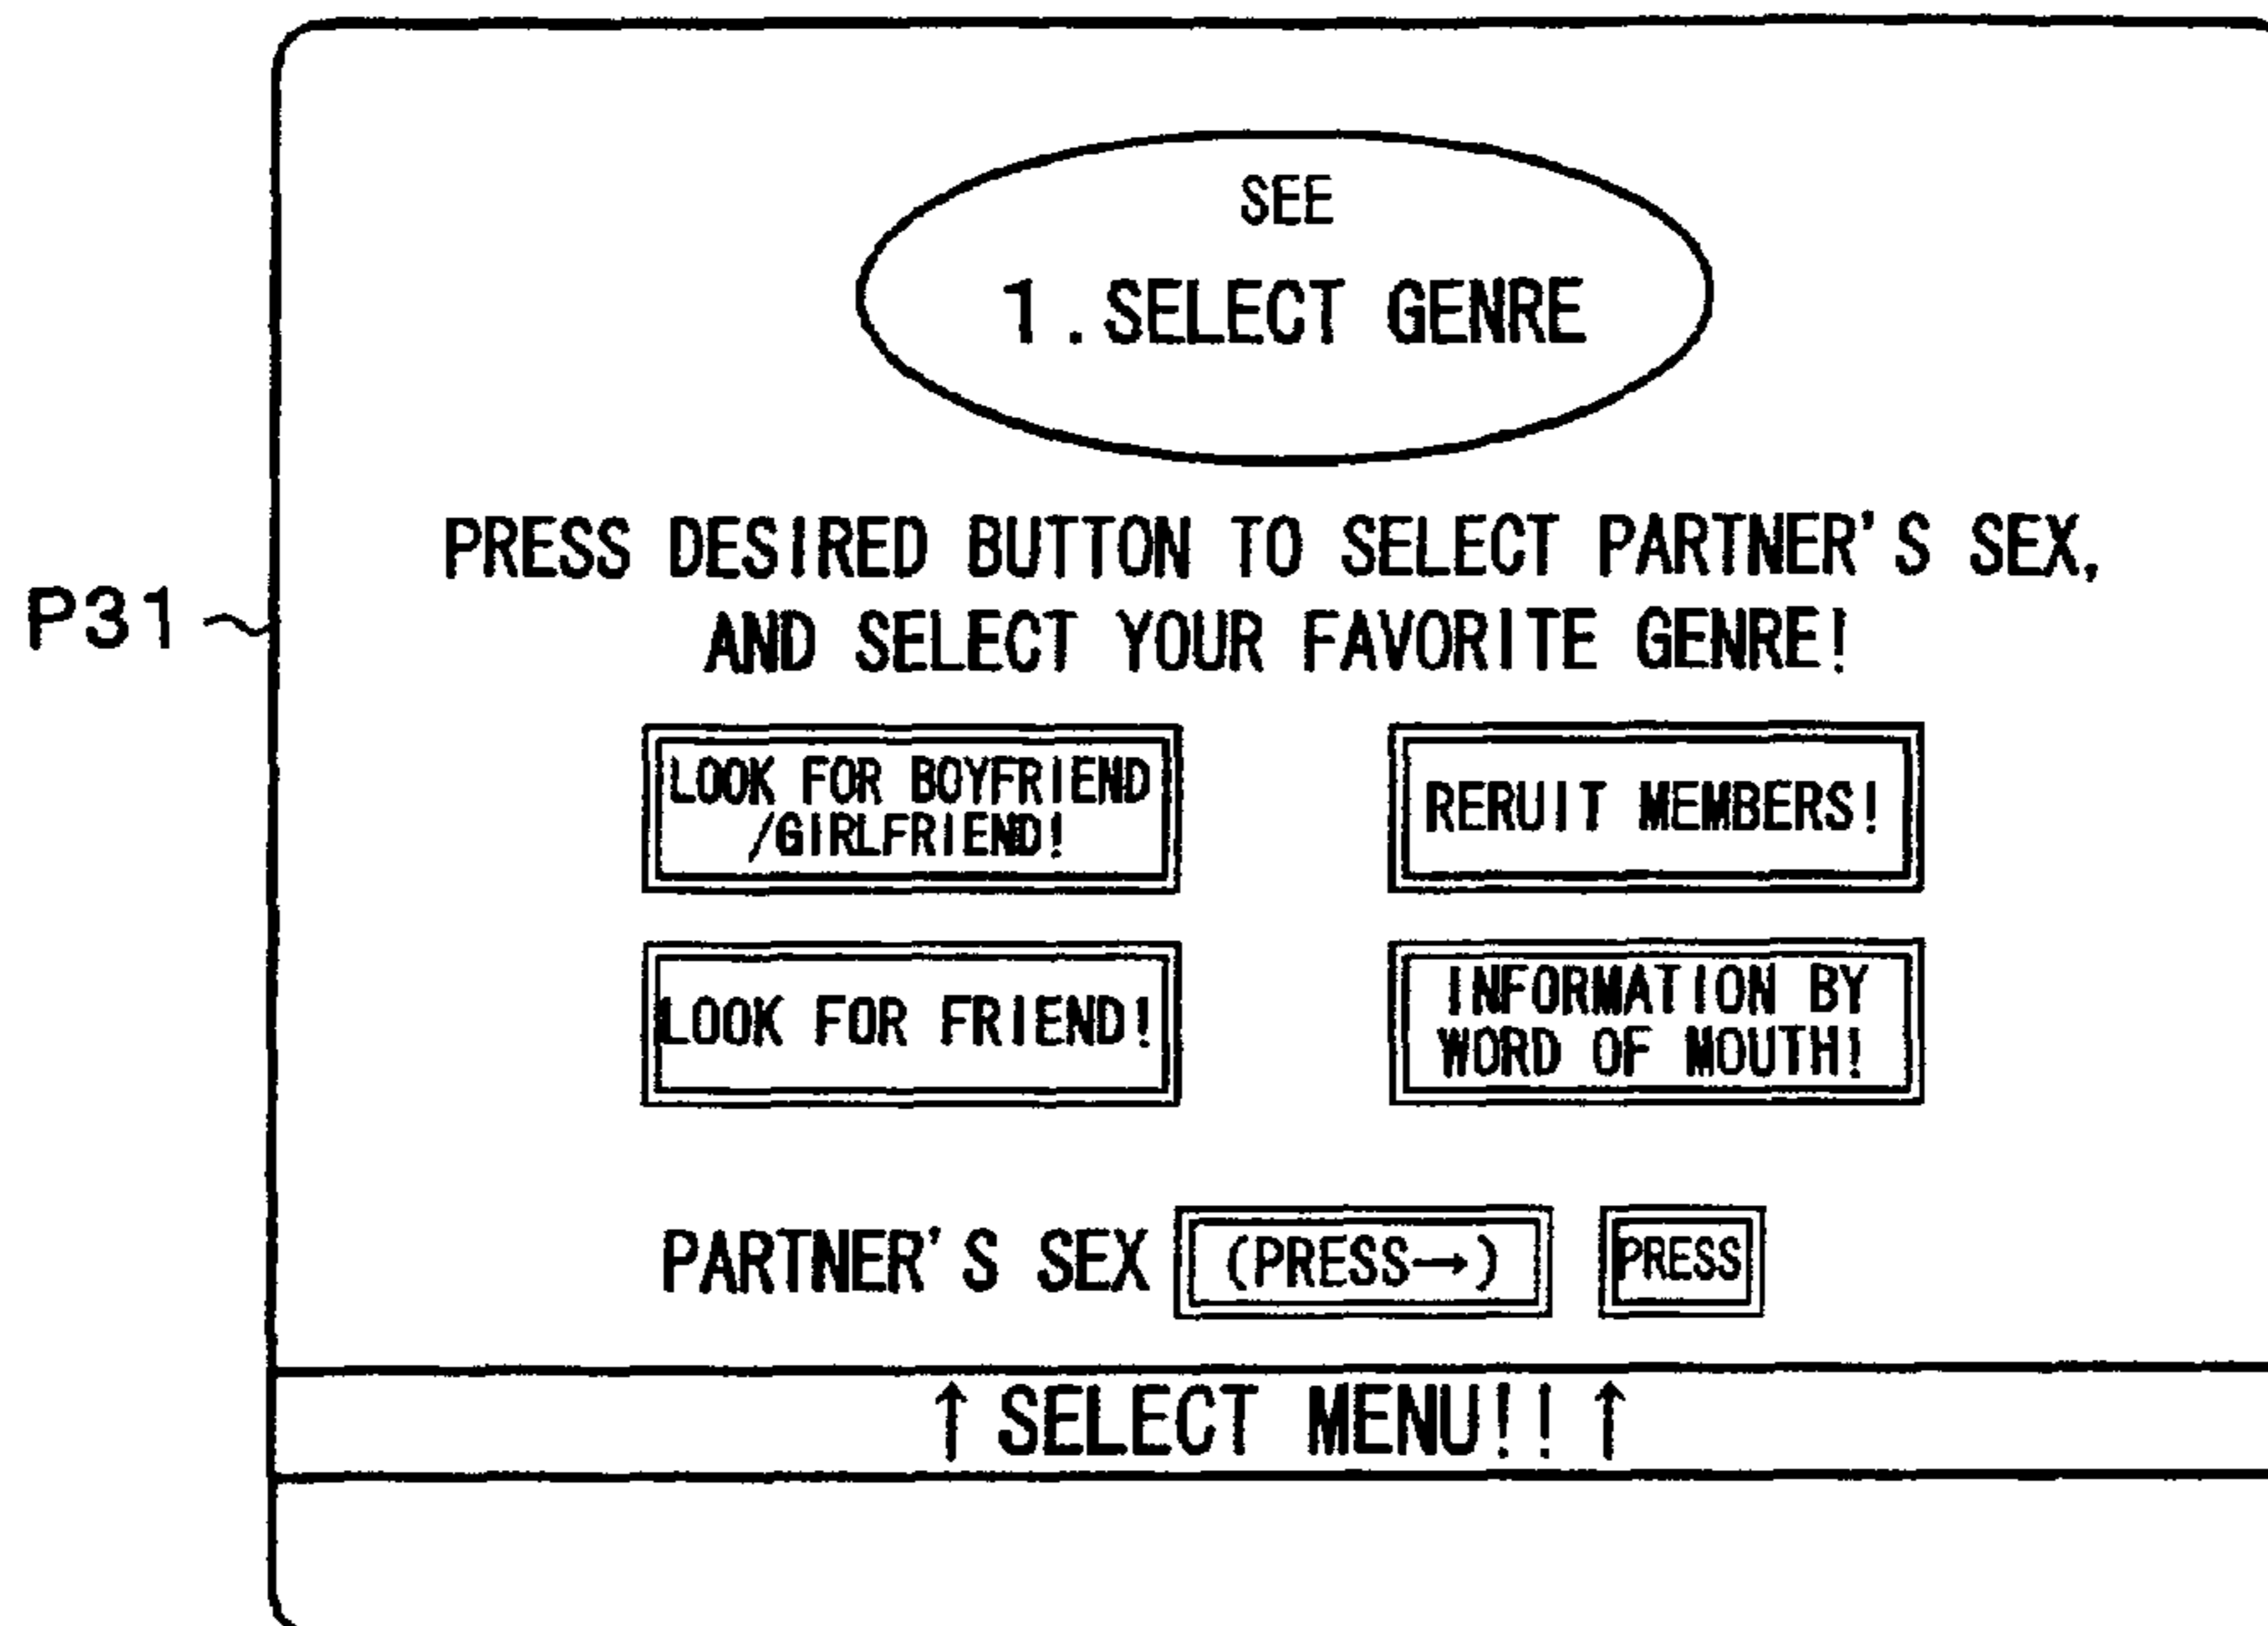 SEE
1.SELECT GENRE
PRESS DESIRED BUTTON TO SELECT PARTNER'S SEX,
AND SELECT YOUR FAVORITE GENRE!
P31
LOOK FOR BOYFRIEND
/GIRLFRIEND!
RERUIT MEMBERS!
LOOK FOR FRIEND!
INFORMATION BY
WORD OF MOUTH!
PARTNER'S SEX (PRESS→) PRESS
↑ SELECT MENU!! ↑